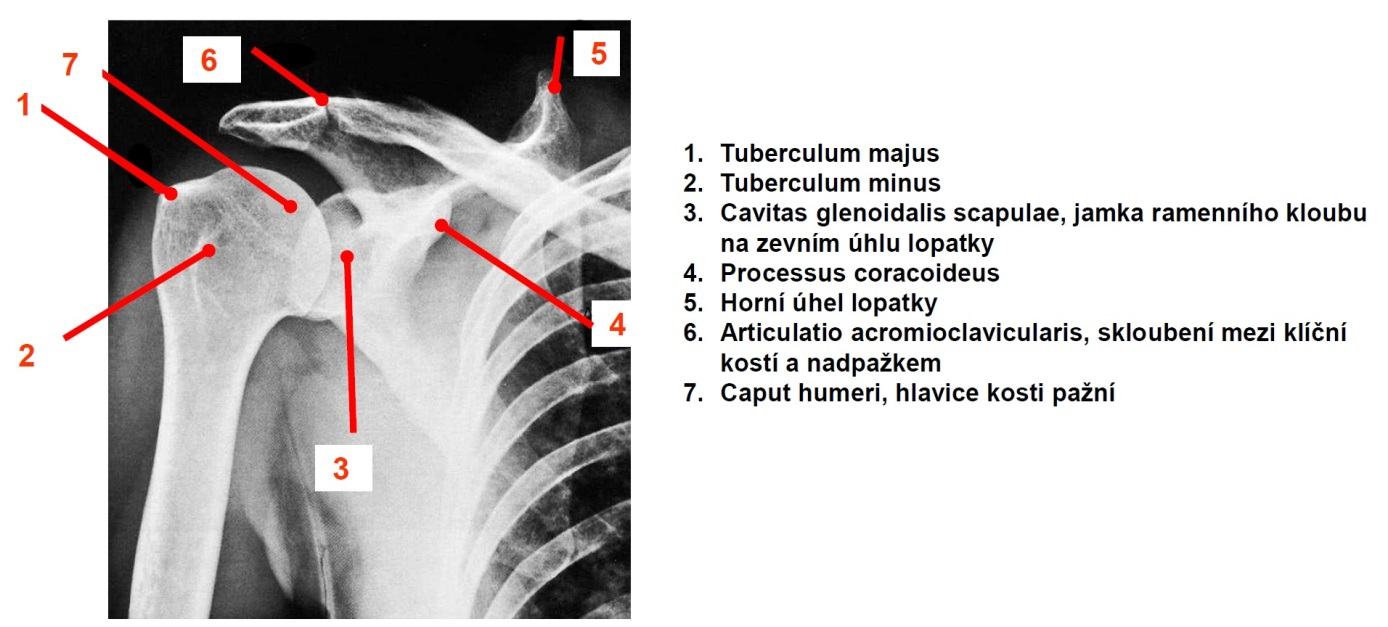 6
5
7
1
2
3
4
1. Tuberculum majus
2. Tuberculum minus
3. Cavitas glenoidalis scapulae, jamka ramenního kloubu
na zevním úhlu lopatky
4. Processus coracoideus
5. Horní úhel lopatky
6. Articulatio acromioclavicularis, skloubení mezi klíční
kostí a nadpažkem
7. Caput humeri, hlavice kosti pažní